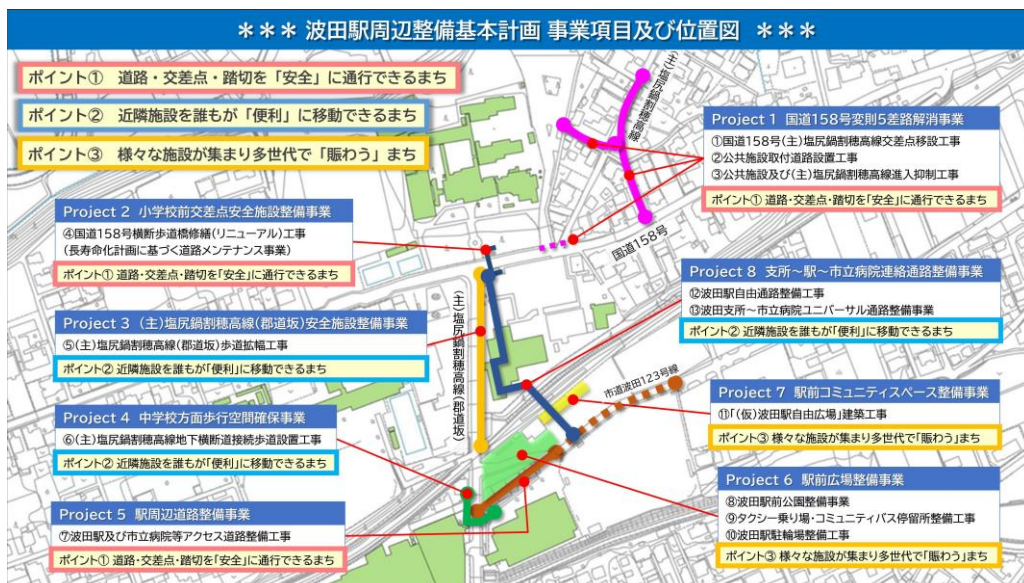 ＊＊＊ 波田駅周辺整備基本計画 事業項目及び位置図 ＊＊＊
ポイント① 道路・交差点・踏切を「安全」に通行できるまち
ポイント② 近隣施設を誰もが「便利」に移動できるまち
ポイント③ 様々な施設が集まり多世代で「賑わう」まち
(主)塩尻鍋割穂高線
Project 1 国道158号変則5差路解消事業
①国道158号(主)塩尻鍋割穂高線交差点移設工事
②公共施設取付道路設置工事
③公共施設及び(主)塩尻鍋割穂高線進入抑制工事
ポイント① 道路・交差点・踏切を「安全」に通行できるまち
Project 2 小学校前交差点安全施設整備事業
④国道158号横断歩道橋修繕(リニューアル)工事
(長寿命化計画に基づく道路メンテナンス事業)
ポイント① 道路・交差点・踏切を「安全」に通行できるまち
国道158号
Project 8 支所～駅～市立病院連絡通路整備事業
⑫波田駅自由通路整備工事
⑬波田支所～市立病院ユニバーサル通路整備事業
ポイント② 近隣施設を誰もが「便利」に移動できるまち
Project 3 (主)塩尻鍋割穂高線(郡道坂)安全施設整備事業
⑤(主)塩尻鍋割穂高線(郡道坂)歩道拡幅工事
ポイント② 近隣施設を誰もが「便利」に移動できるまち
(主)塩尻鍋割穂高線(郡道坂)
市道波田123号線
Project 7 駅前コミュニティスペース整備事業
⑪「(仮)波田駅自由広場」建築工事
ポイント③ 様々な施設が集まり多世代で「賑わう」まち
Project 4 中学校方面歩行空間確保事業
⑥(主)塩尻鍋割穂高線地下横断道接続歩道設置工事
ポイント② 近隣施設を誰もが「便利」に移動できるまち
Project 6 駅前広場整備事業
⑧波田駅前公園整備事業
⑨タクシー乗り場・コミュニティバス停留所整備工事
⑩波田駅駐輪場整備工事
ポイント③ 様々な施設が集まり多世代で「賑わう」まち
Project 5 駅周辺道路整備事業
⑦波田駅及び市立病院等アクセス道路整備工事
ポイント① 道路・交差点・踏切を「安全」に通行できるまち